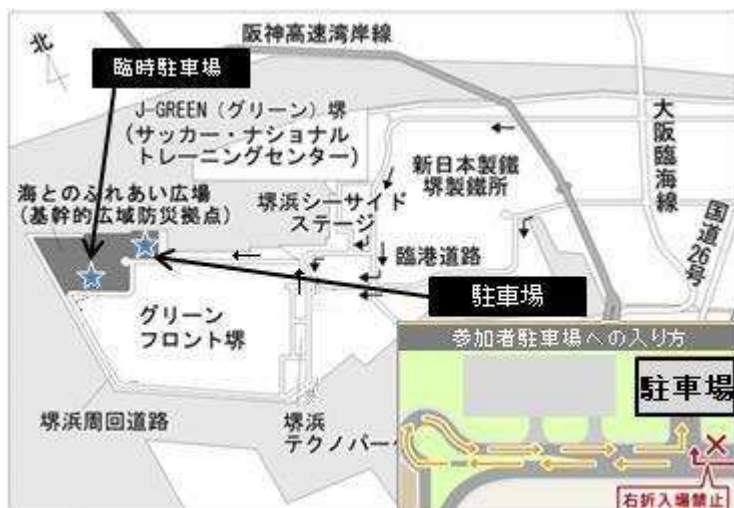 阪神高速湾岸線
北
臨時駐車場
J-GREEN(グリーン)堺
(サッカー・ナショナル
トレーニングセンター)
大阪臨海線
新日本製鐵
堺製鐵所
海とのふれあい広場
(基幹的広域防災拠点)
堺浜シーサイド
ステージ
国道26号
臨港道路
駐車場
グリーン
フロント堺
参加者駐車場への入り方
駐車場
堺浜周回道路
堺浜
テクノパーク
右折入場禁止